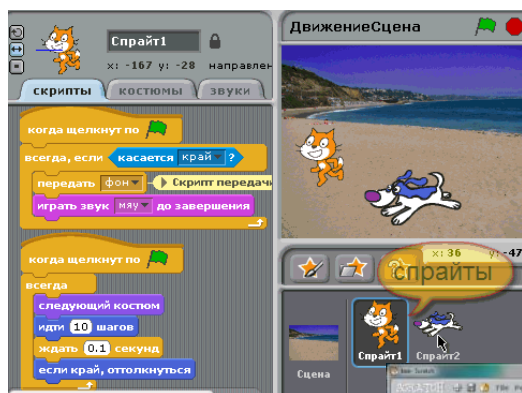 Спрайт1
x: -167 y: -28 направлен
скрипты костюмы звуки
когда щелкнут по
всегда, если касается край ?
передать фон Скрипт передачи
играть звук мяу до завершения
когда щелкнут по
всегда
следующий костюм
идти 10 шагов
ждать 0.1 секунд
если край, оттолкнуться
ДвижениеСцена
x: 36 y: -47
спрайты
Сцена
Спрайт1
Спрайт2